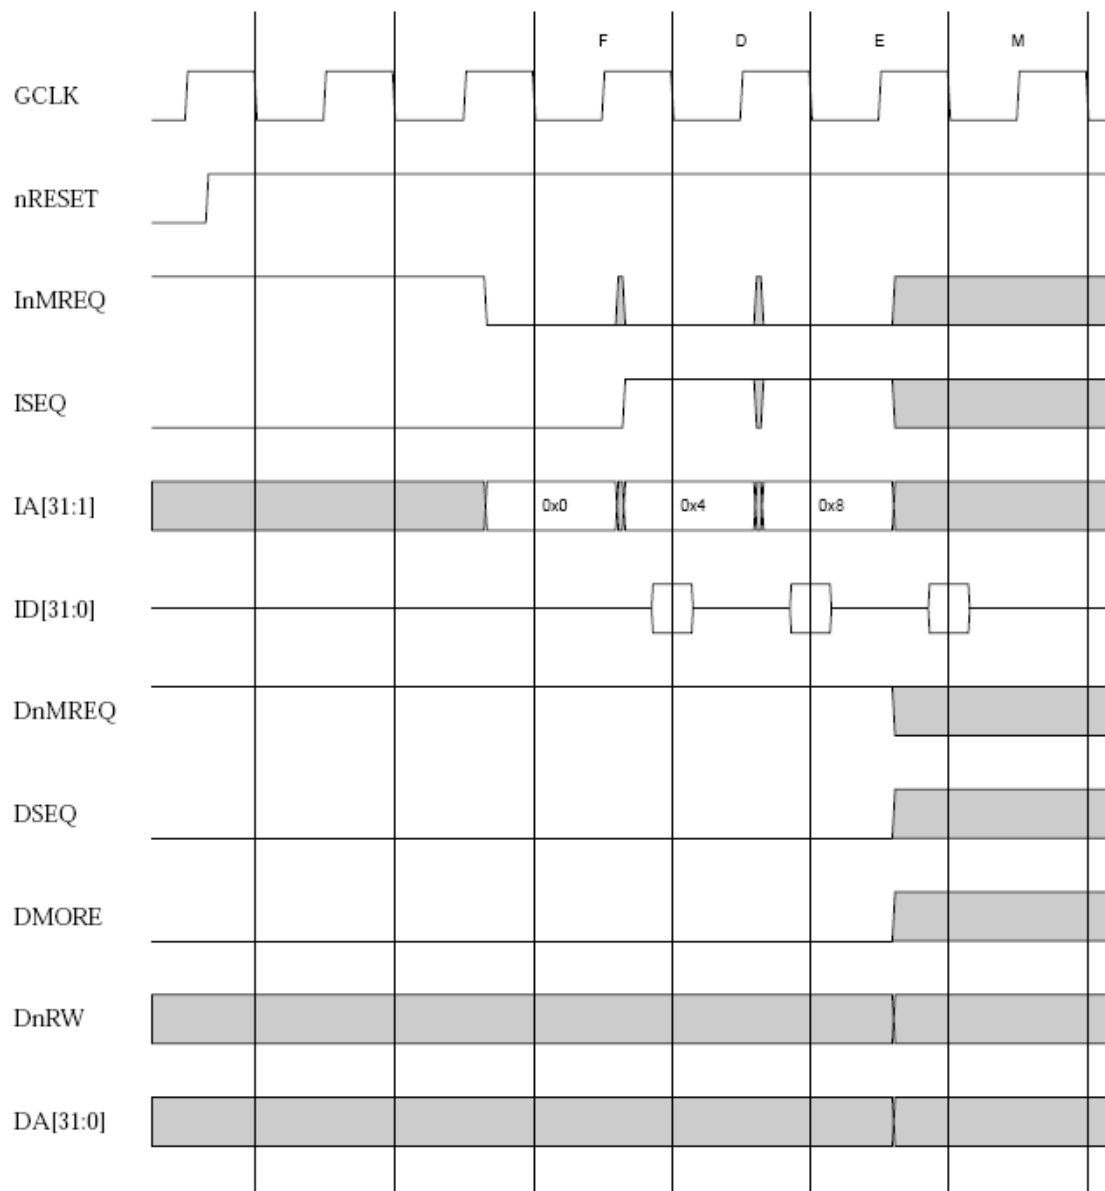 F D E M
GCLK
nRESET
InMREQ
ISEQ
IA[31:1] 0x0 0x4 0x8
ID[31:0]
DnMREQ
DSEQ
DMORE
DnRW
DA[31:0]